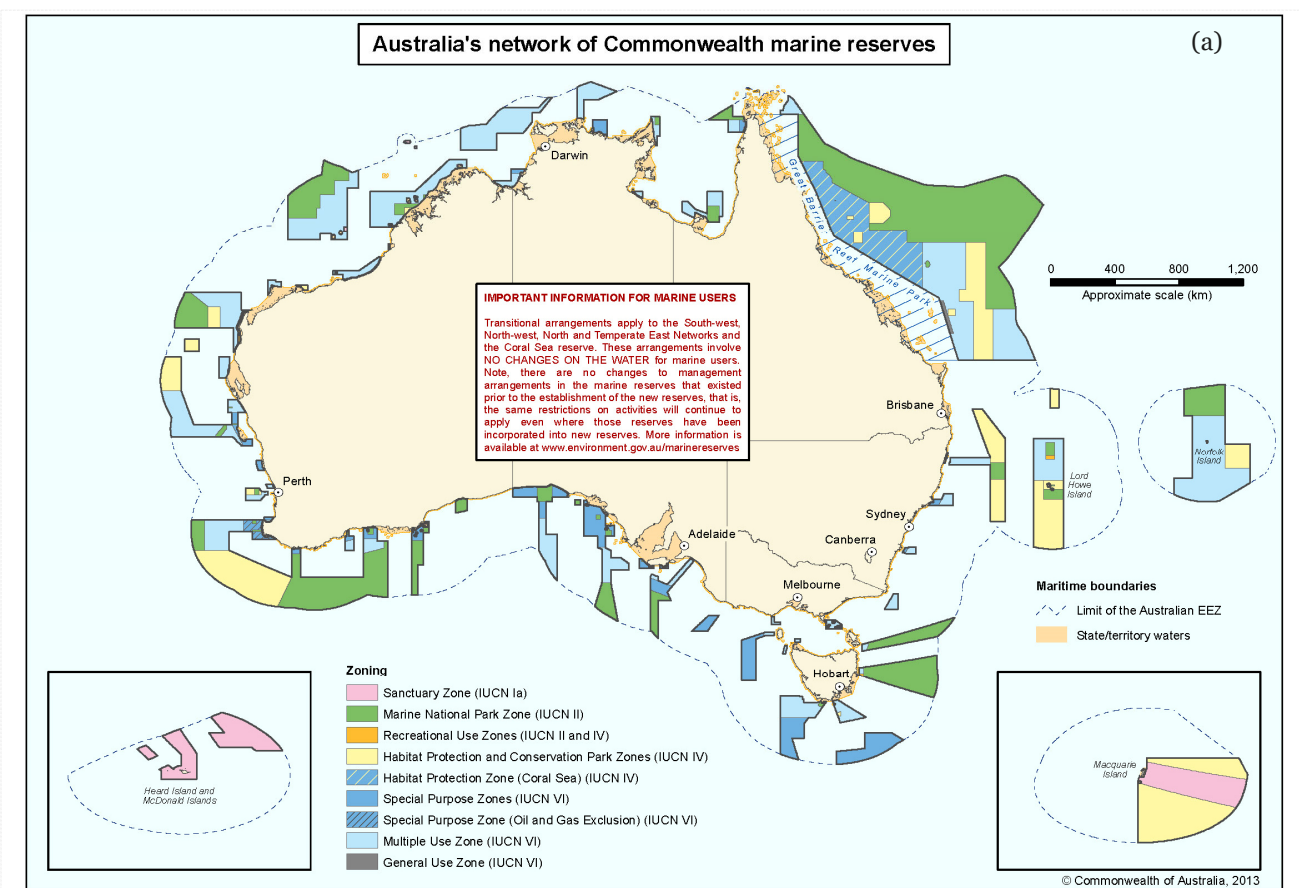 Australia's network of Commonwealth marine reserves
(a)
Darwin
Great Barrier Reef Marine Park
0 400 800 1,200
Approximate scale (km)
IMPORTANT INFORMATION FOR MARINE USERS
Transitional arrangements apply to the South-west,
North-west, North and Temperate East Networks and
the Coral Sea reserve. These arrangements involve
NO CHANGES ON THE WATER for marine users.
Note, there are no changes to management
arrangements in the marine reserves that existed
prior to the establishment of the new reserves, that is,
the same restrictions on activities will continue to
apply even where those reserves have been
incorporated into new reserves. More information is
available at www.environment.gov.au/marinereserves
Brisbane
Norfolk
Island
Lord
Howe
Island
Perth
Sydney
Adelaide
Canberra
Melbourne
Hobart
Maritime boundaries
Limit of the Australian EEZ
State/territory waters
Zoning
Sanctuary Zone (IUCN Ia)
Marine National Park Zone (IUCN II)
Recreational Use Zones (IUCN II and IV)
Habitat Protection and Conservation Park Zones (IUCN IV)
Habitat Protection Zone (Coral Sea) (IUCN IV)
Special Purpose Zones (IUCN VI)
Special Purpose Zone (Oil and Gas Exclusion) (IUCN VI)
Multiple Use Zone (IUCN VI)
General Use Zone (IUCN VI)
Heard Island and
McDonald Islands
Macquarie
Island
© Commonwealth of Australia, 2013